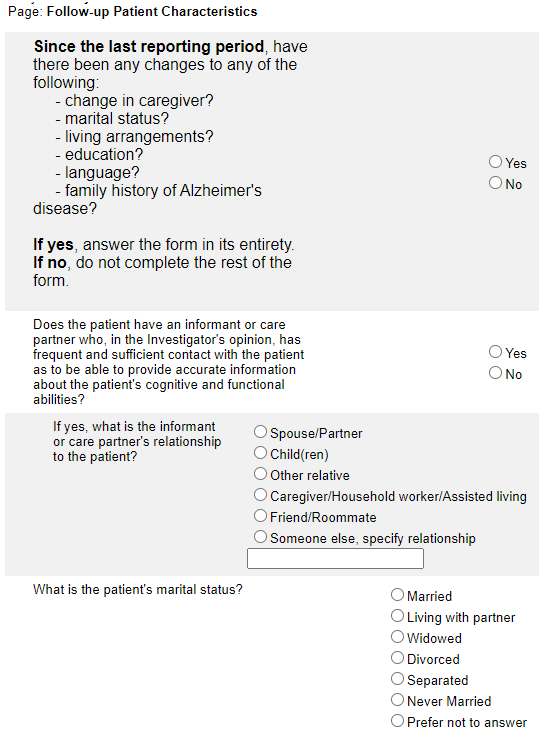 Page: Follow-up Patient Characteristics
Since the last reporting period, have
there been any changes to any of the
following:
- change in caregiver?
- marital status?
- living arrangements?
- education?
- language?
- family history of Alzheimer's
disease?
Yes
No
If yes, answer the form in its entirety.
If no, do not complete the rest of the
form.
Does the patient have an informant or care
partner who, in the Investigator's opinion, has
frequent and sufficient contact with the patient
as to be able to provide accurate information
about the patient's cognitive and functional
abilities?
Yes
No
If yes, what is the informant
or care partner's relationship
to the patient?
Spouse/Partner
Child(ren)
Other relative
Caregiver/Household worker/Assisted living
Friend/Roommate
Someone else, specify relationship
What is the patient's marital status?
Married
Living with partner
Widowed
Divorced
Separated
Never Married
Prefer not to answer